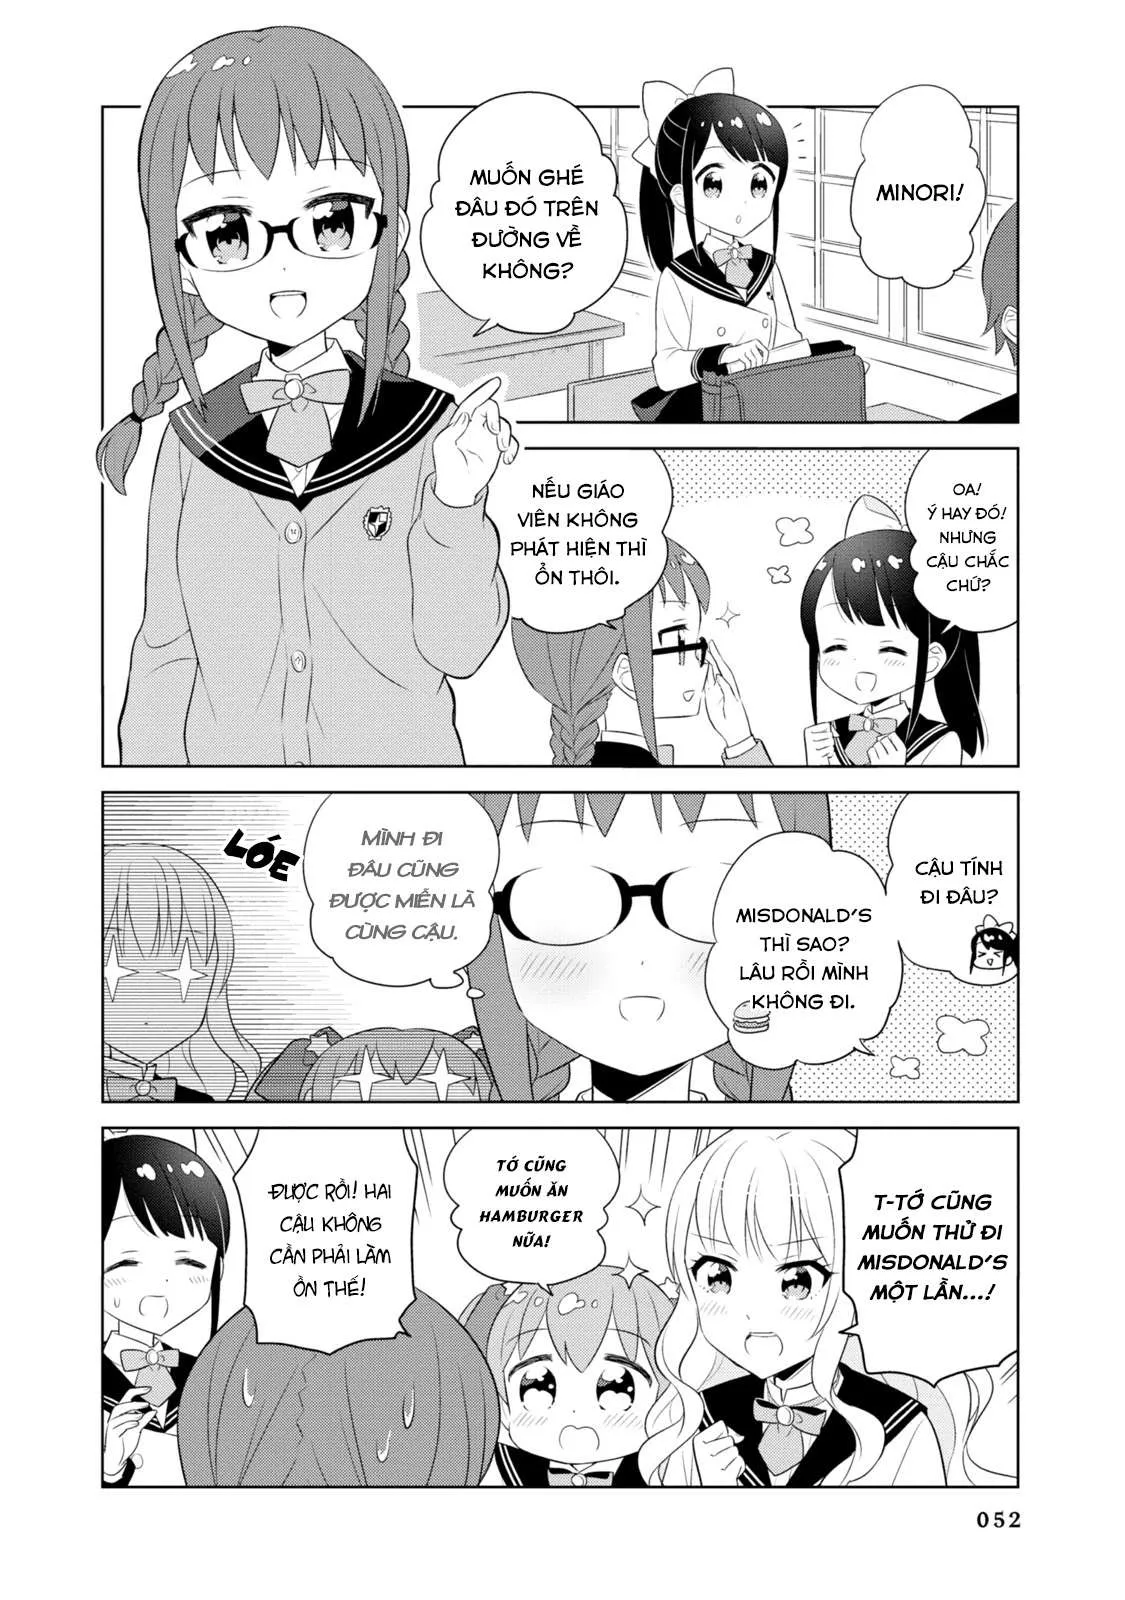 MINORI!
MUỐN GHÉ
ĐÂU ĐÓ TRÊN
ĐƯỜNG VỀ
KHÔNG?
OA!
Ý HAY ĐÓ!
NHƯNG
CẬU CHẮC
CHỨ?
NẾU GIÁO
VIÊN KHÔNG
PHÁT HIỆN THÌ
ỔN THÔI.
CẬU TÍNH
ĐI ĐÂU?
MISDONALD'S
THÌ SAO?
LÂU RỒI MÌNH
KHÔNG ĐI.
MÌNH ĐI
ĐÂU CŨNG
ĐƯỢC MIỄN LÀ
CÙNG CẬU.
LÓE
T-TỚ CŨNG
MUỐN THỬ ĐI
MISDONALD'S
MỘT LẦN...!
TỚ CŨNG
MUỐN ĂN
HAMBURGER
NỮA!
ĐƯỢC RỒI! HAI
CẬU KHÔNG
CẦN PHẢI LÀM
ỒN THẾ!
052